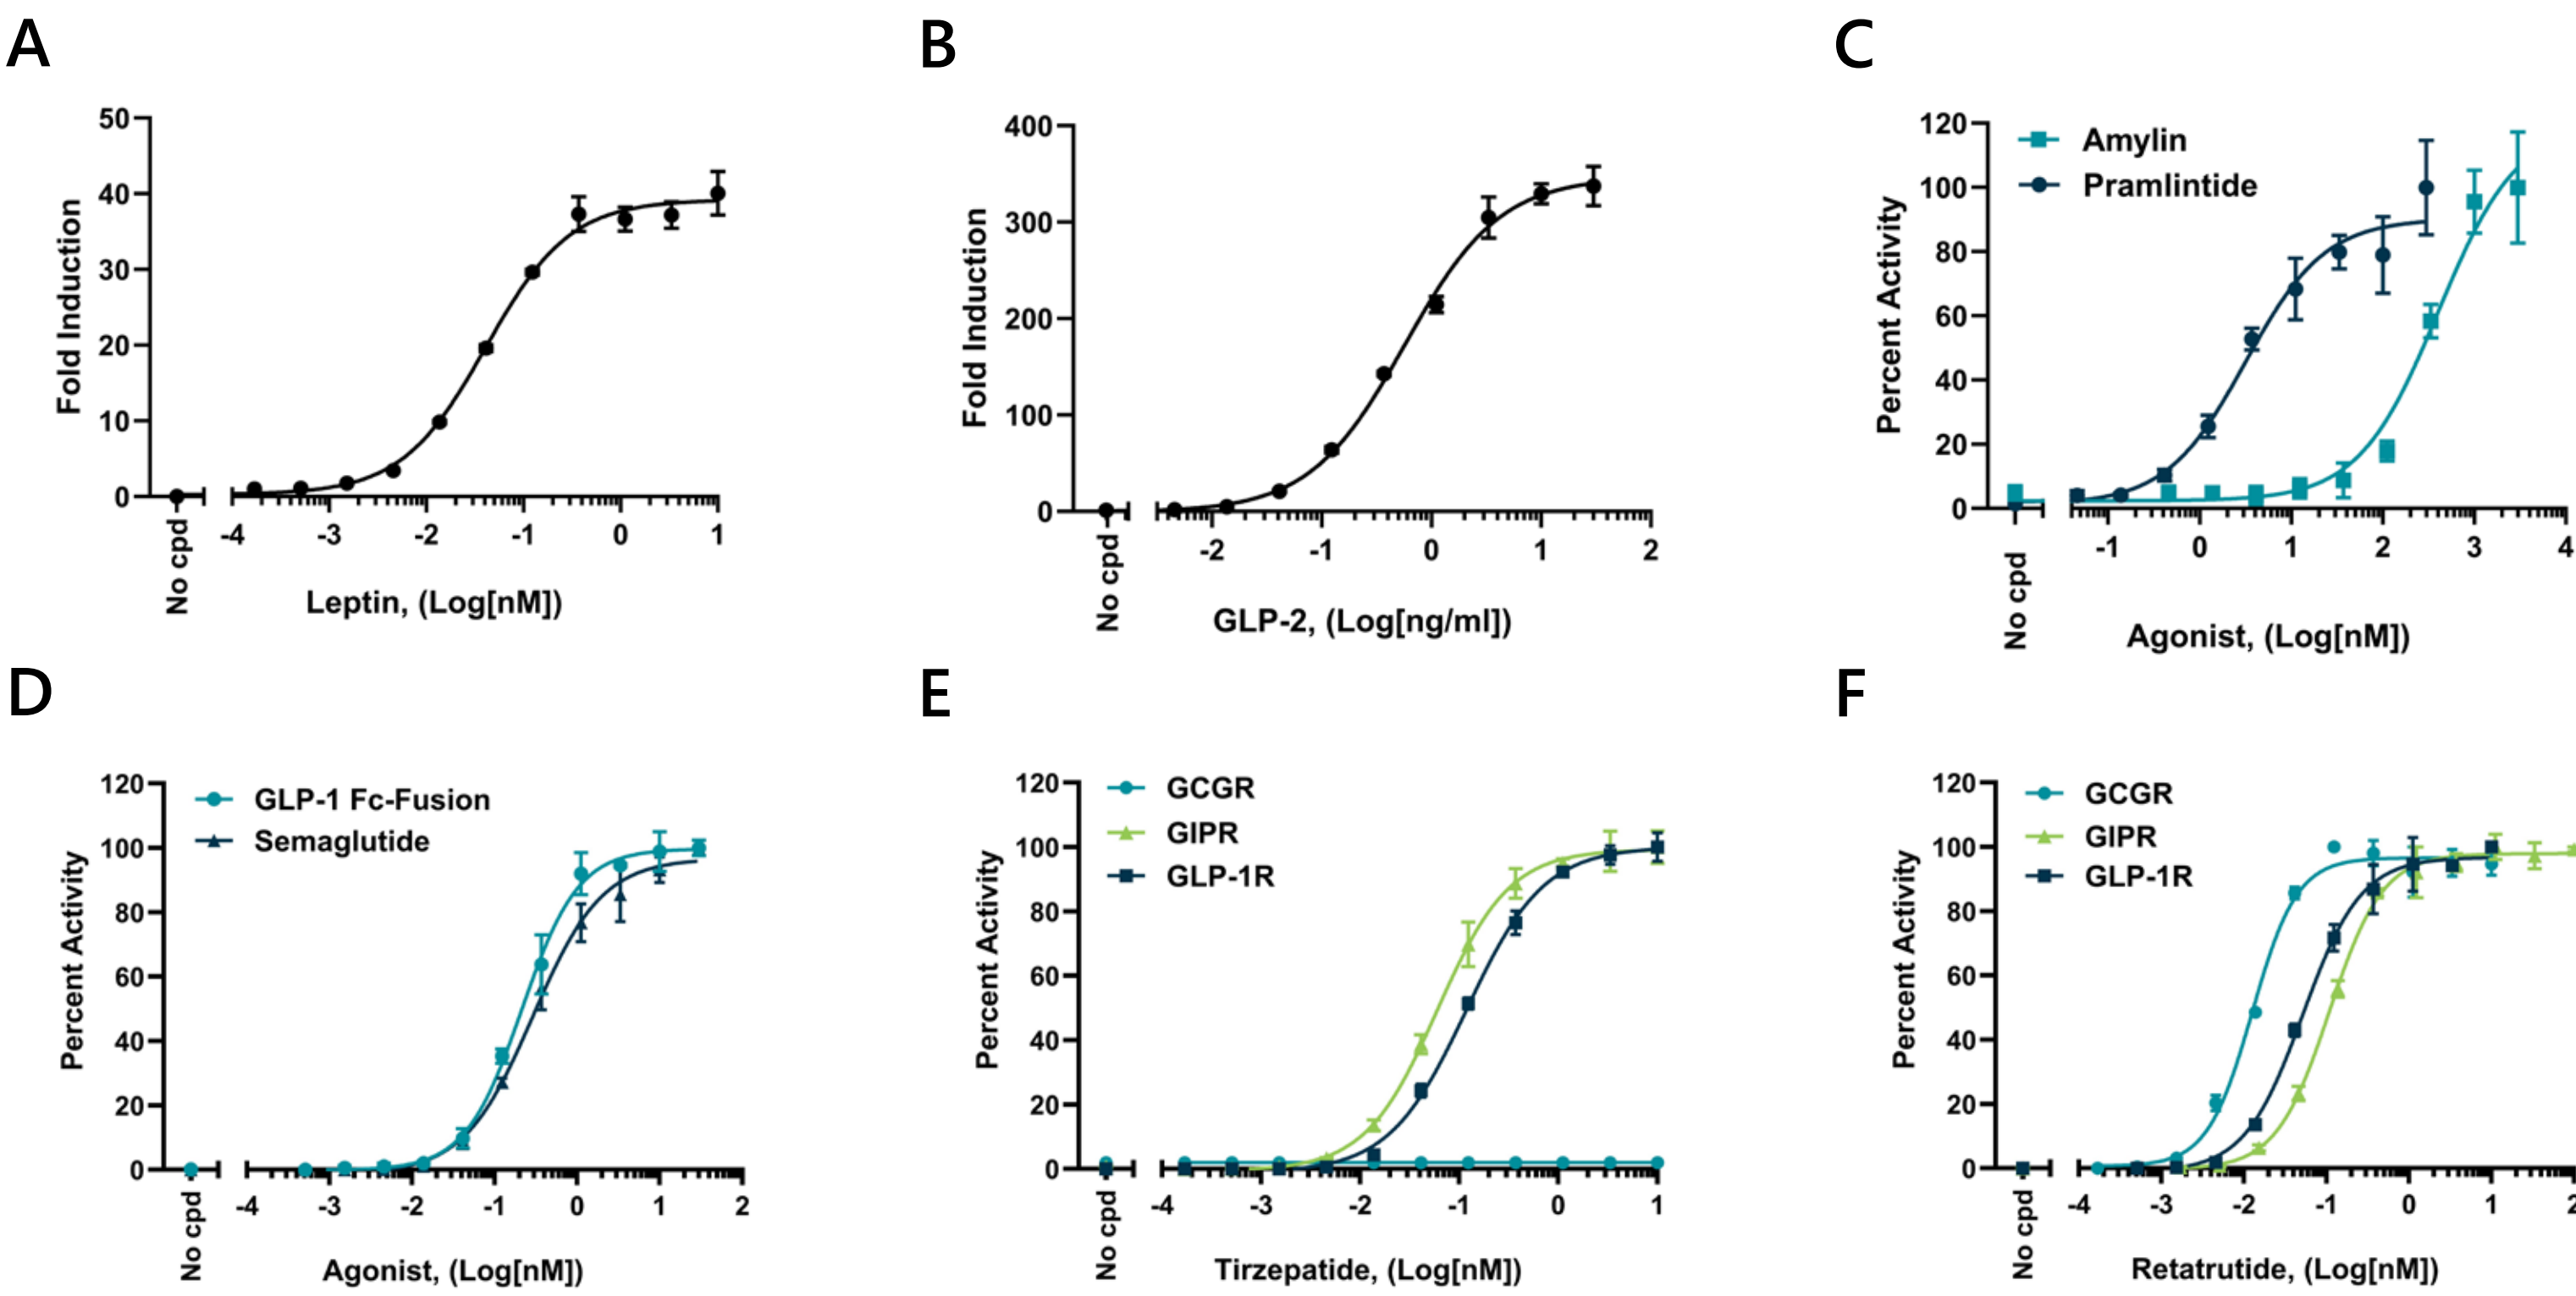 A
50
40
30
20
10
0
Fold Induction
No cpd
-4 -3 -2 -1 0 1
Leptin, (Log[nM])
B
400
300
200
100
0
Fold Induction
No cpd
-2 -1 0 1 2
GLP-2, (Log[ng/ml])
C
120
100
80
60
40
20
0
Percent Activity
Amylin
Pramlintide
No cpd
-1 0 1 2 3 4
Agonist, (Log[nM])
D
120
100
80
60
40
20
0
Percent Activity
GLP-1 Fc-Fusion
Semaglutide
No cpd
-4 -3 -2 -1 0 1 2
Agonist, (Log[nM])
E
120
100
80
60
40
20
0
Percent Activity
GCGR
GIPR
GLP-1R
No cpd
-4 -3 -2 -1 0 1
Tirzepatide, (Log[nM])
F
120
100
80
60
40
20
0
Percent Activity
GCGR
GIPR
GLP-1R
No cpd
-4 -3 -2 -1 0 1 2
Retatrutide, (Log[nM])